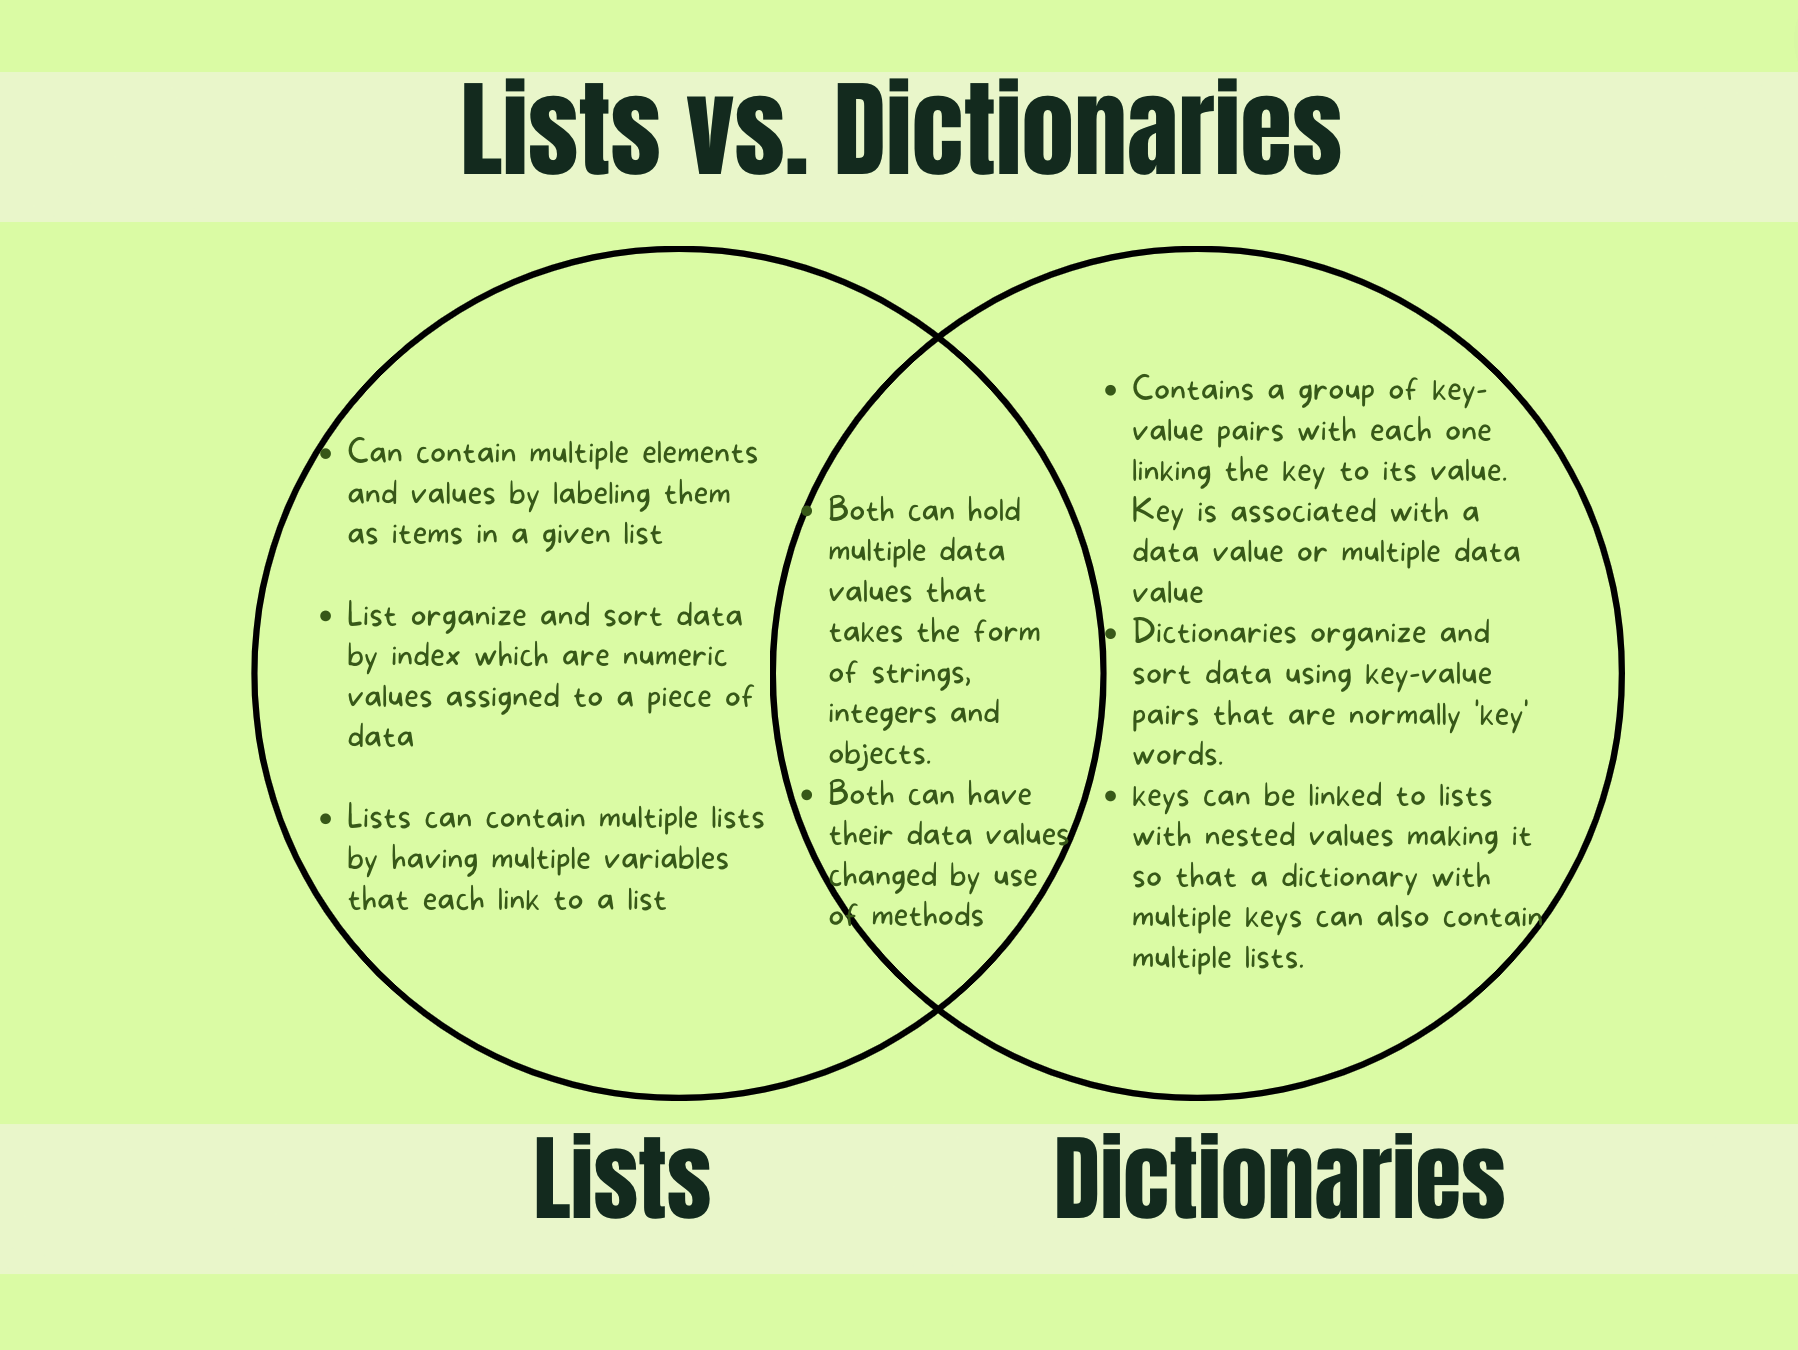 Lists vs. Dictionaries
• Can contain multiple elements
and values by labeling them
as items in a given list
• List organize and sort data
by index which are numeric
values assigned to a piece of
data
• Lists can contain multiple lists
by having multiple variables
that each link to a list
• Both can hold
multiple data
values that
takes the form
of strings,
integers and
objects.
• Both can have
their data values
changed by use
of methods
• Contains a group of key-
value pairs with each one
linking the key to its value.
Key is associated with a
data value or multiple data
value
• Dictionaries organize and
sort data using key-value
pairs that are normally 'key'
words.
• keys can be linked to lists
with nested values making it
so that a dictionary with
multiple keys can also contain
multiple lists.
Lists
Dictionaries